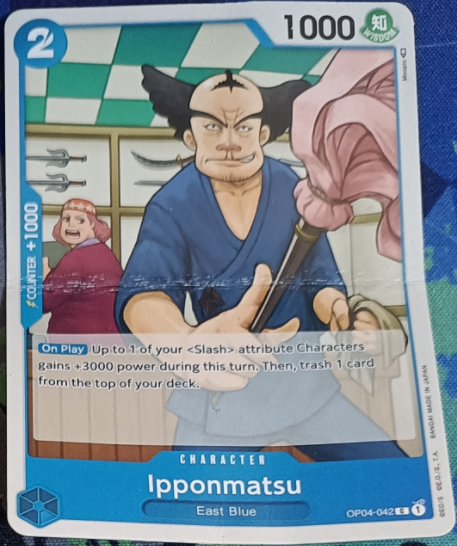 2
1000
知
WISDOM
Masara
COUNTER +1000
On Play Up to 1 of your <Slash> attribute Characters
gains +3000 power during this turn. Then, trash 1 card
from the top of your deck.
CHARACTER
Ipponmatsu
East Blue
OP04-042 C 1
©E.O./S., T.A. BANDAI MADE IN JAPAN